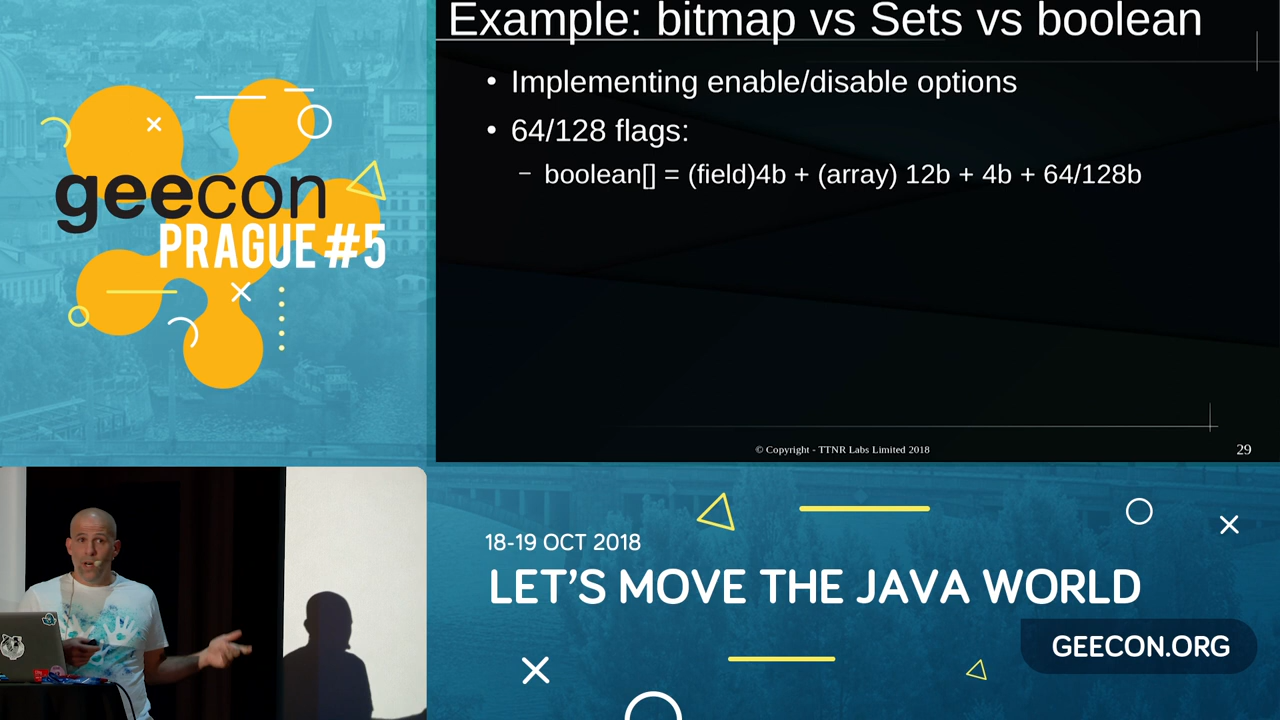 geecon
PRAGUE #5
Example: bitmap vs Sets vs boolean
• Implementing enable/disable options
• 64/128 flags:
– boolean[] = (field)4b + (array) 12b + 4b + 64/128b
© Copyright - TTNR Labs Limited 2018
29
18-19 OCT 2018
LET'S MOVE THE JAVA WORLD
GEECON.ORG